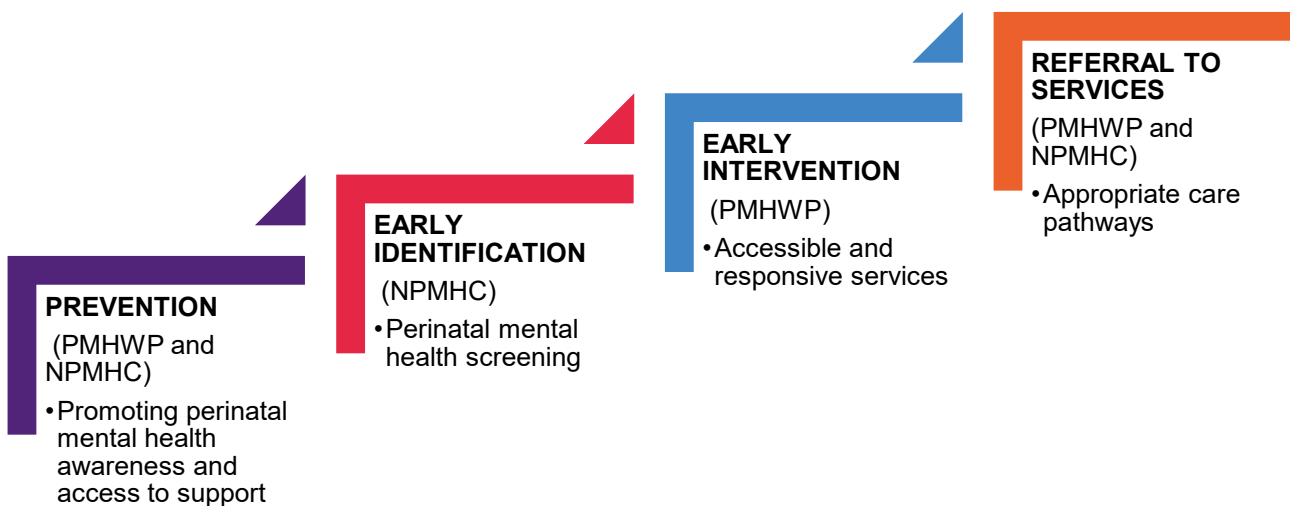 PREVENTION
(PMHWP and
NPMHC)
•Promoting perinatal
mental health
awareness and
access to support
EARLY
IDENTIFICATION
(NPMHC)
•Perinatal mental
health screening
EARLY
INTERVENTION
(PMHWP)
•Accessible and
responsive services
REFERRAL TO
SERVICES
(PMHWP and
NPMHC)
•Appropriate care
pathways